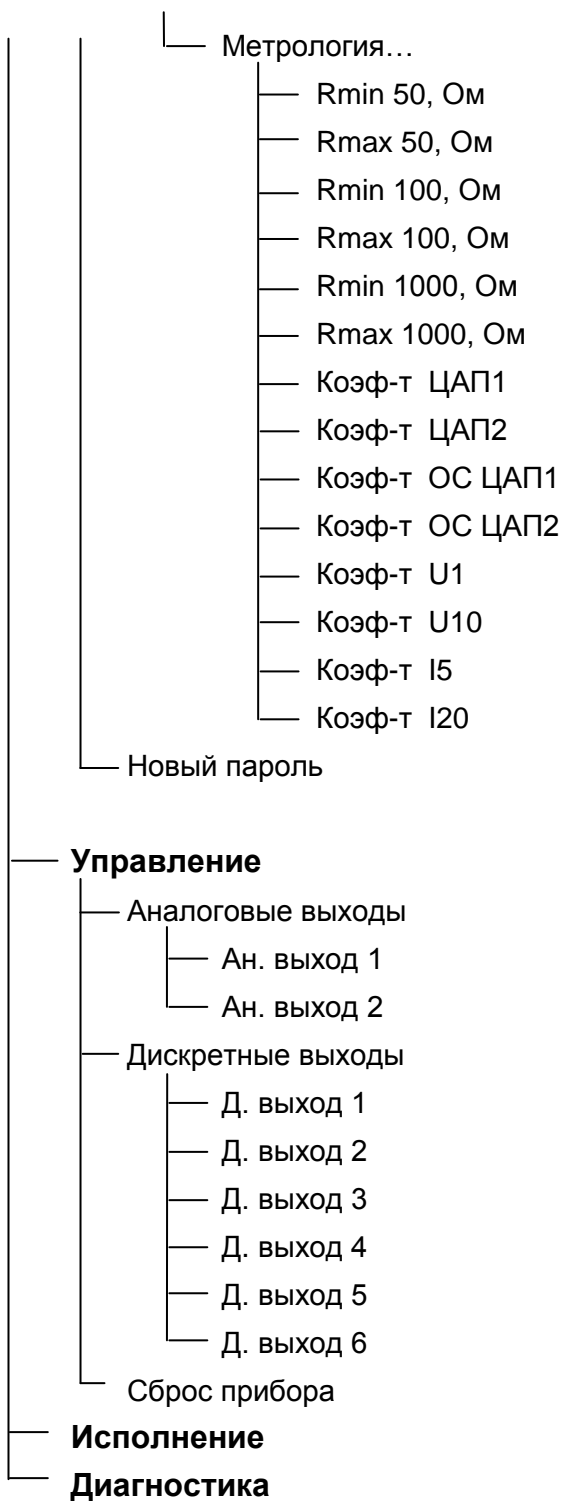 Метрология…
Rmin 50, Ом
Rmax 50, Ом
Rmin 100, Ом
Rmax 100, Ом
Rmin 1000, Ом
Rmax 1000, Ом
Коэф-т ЦАП1
Коэф-т ЦАП2
Коэф-т ОС ЦАП1
Коэф-т ОС ЦАП2
Коэф-т U1
Коэф-т U10
Коэф-т I5
Коэф-т I20
Новый пароль
Управление
Аналоговые выходы
Ан. выход 1
Ан. выход 2
Дискретные выходы
Д. выход 1
Д. выход 2
Д. выход 3
Д. выход 4
Д. выход 5
Д. выход 6
Сброс прибора
Исполнение
Диагностика